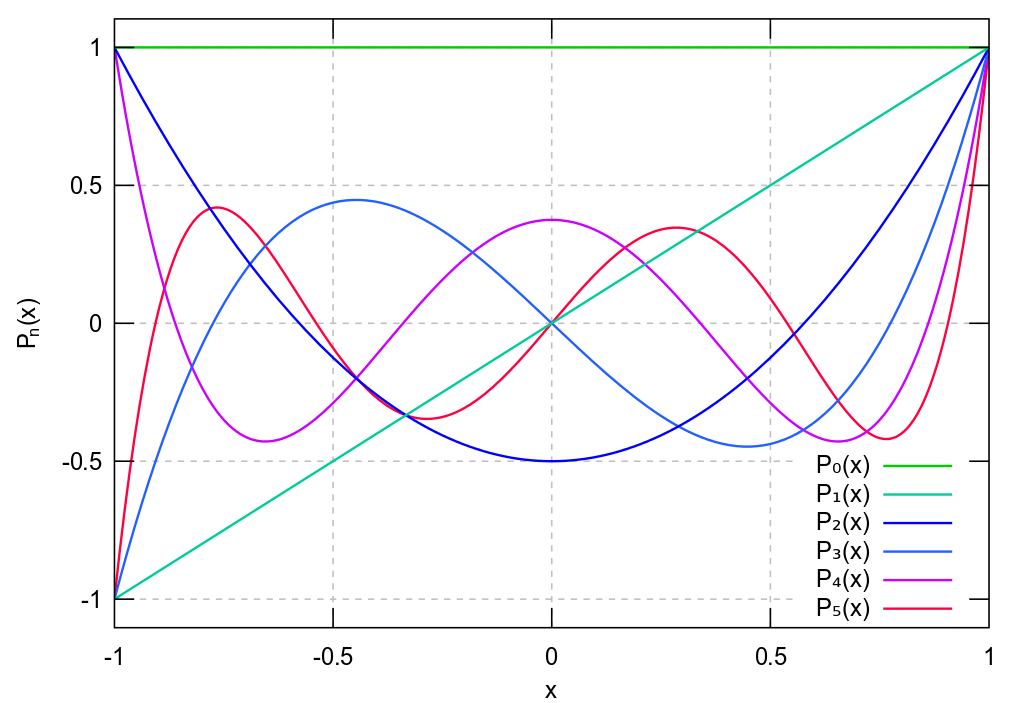 1
0.5
0
-0.5
-1
Pₙ(x)
P₀(x)
P₁(x)
P₂(x)
P₃(x)
P₄(x)
P₅(x)
-1 -0.5 0 0.5 1
x